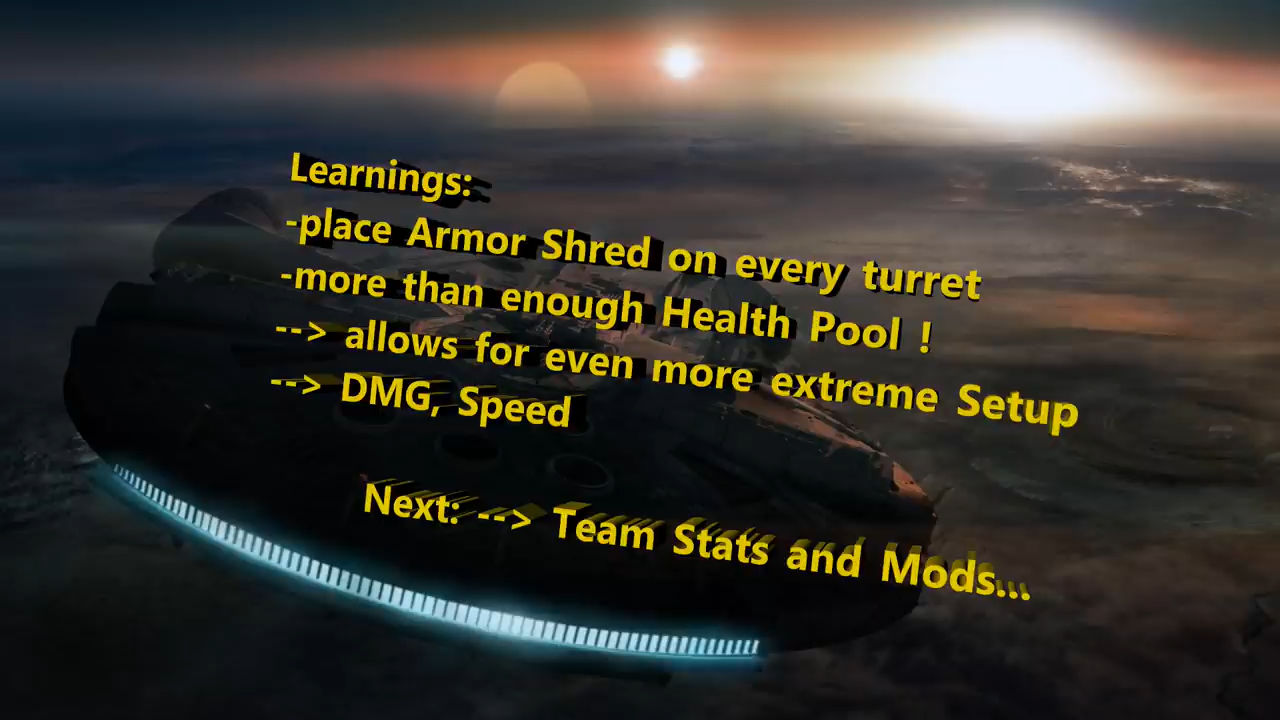 Learnings:
-place Armor Shred on every turret
-more than enough Health Pool !
--> allows for even more extreme Setup
--> DMG, Speed
Next: --> Team Stats and Mods...